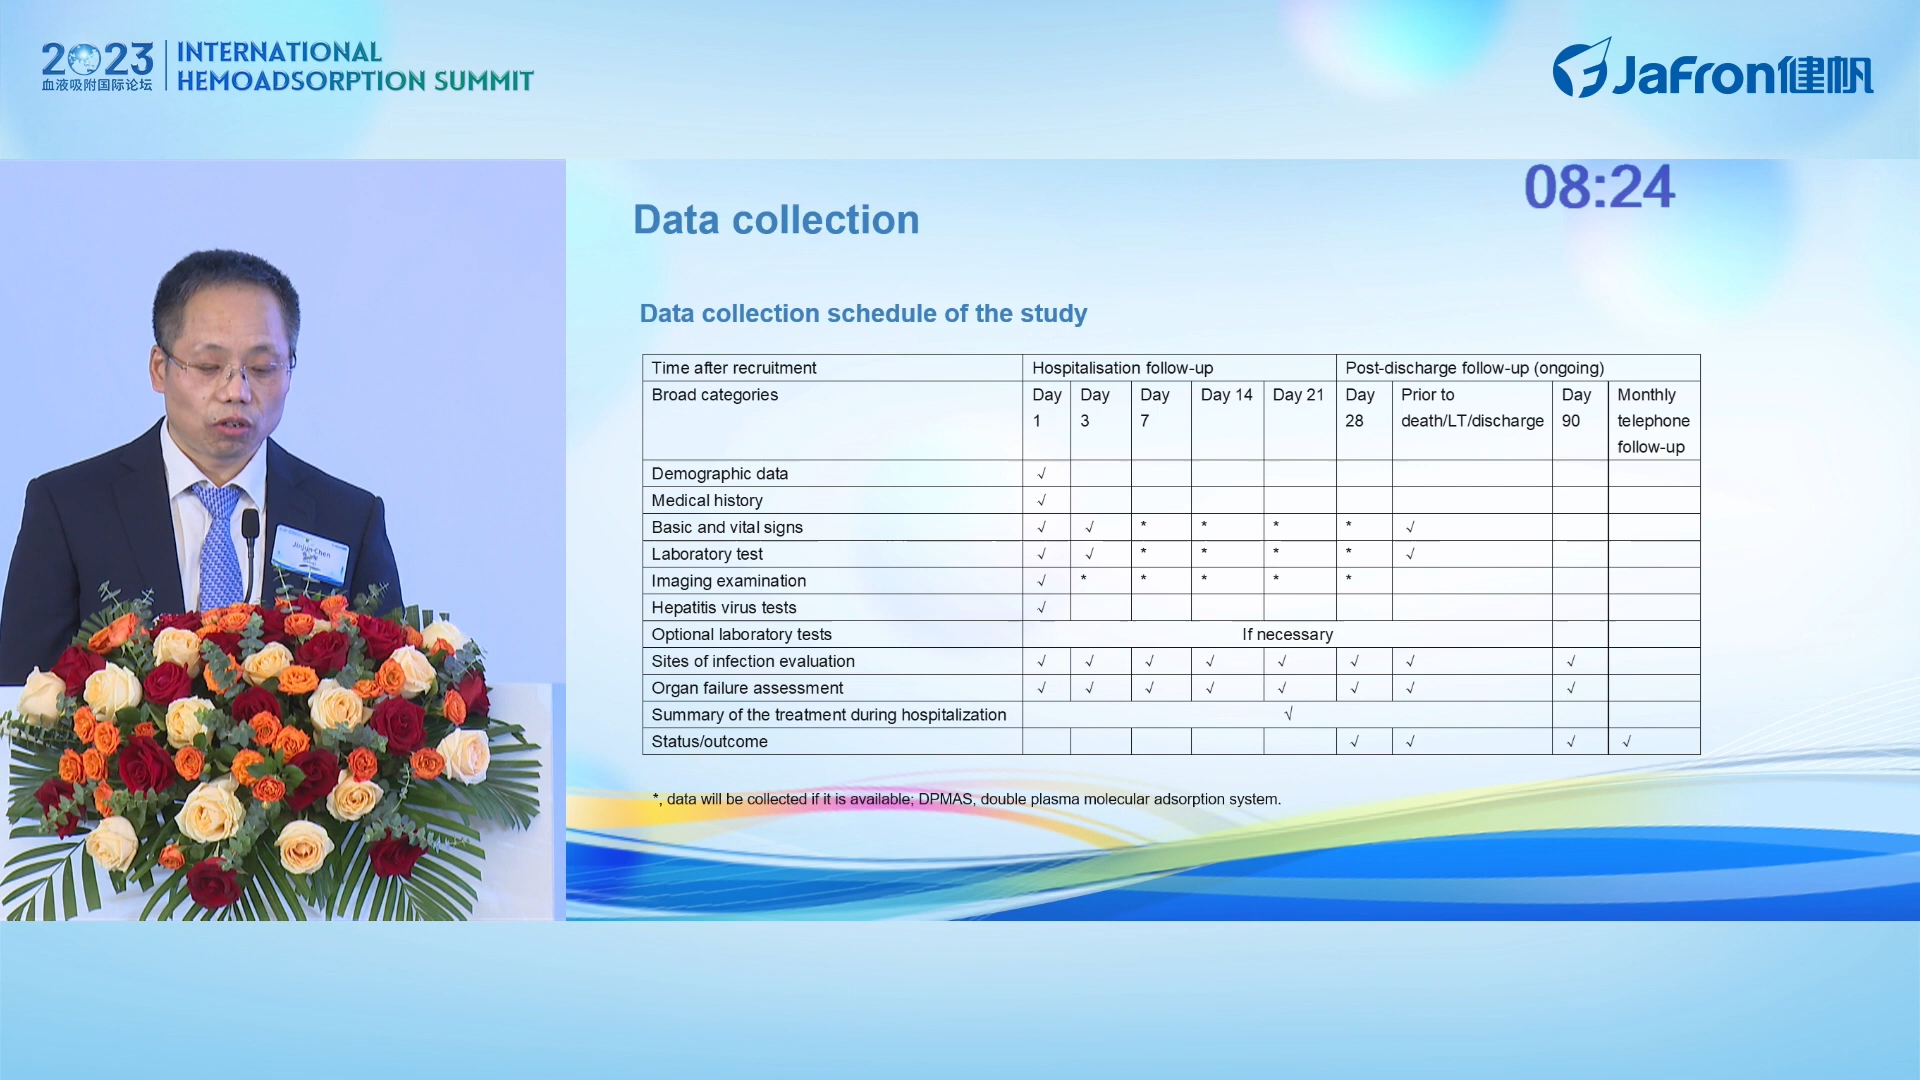 2023
血液吸附国际论坛
INTERNATIONAL
HEMOADSORPTION SUMMIT
JaFron健帆
08:24
Data collection
Data collection schedule of the study
Time after recruitment Hospitalisation follow-up Post-discharge follow-up (ongoing)
Broad categories Day 1 Day 3 Day 7 Day 14 Day 21 Day 28 Prior to death/LT/discharge Day 90 Monthly telephone follow-up
Demographic data √
Medical history √
Basic and vital signs √ √ * * * * √
Laboratory test √ √ * * * * √
Imaging examination √ * * * * *
Hepatitis virus tests √
Optional laboratory tests If necessary
Sites of infection evaluation √ √ √ √ √ √ √ √
Organ failure assessment √ √ √ √ √ √ √ √
Summary of the treatment during hospitalization √
Status/outcome √ √ √ √
*, data will be collected if it is available; DPMAS, double plasma molecular adsorption system.
Jinjun Chen